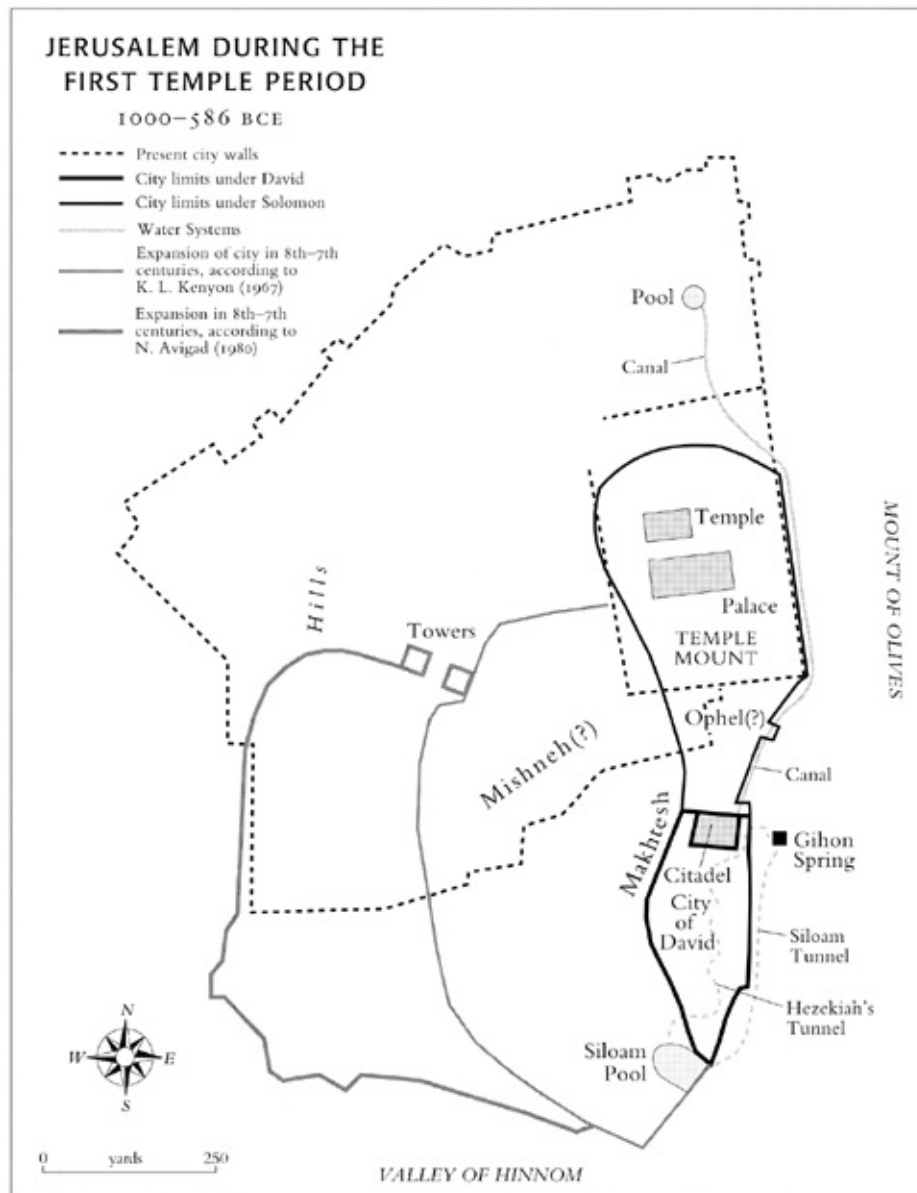 JERUSALEM DURING THE
FIRST TEMPLE PERIOD
1000–586 BCE
Present city walls
City limits under David
City limits under Solomon
Water Systems
Expansion of city in 8th–7th
centuries, according to
K. L. Kenyon (1967)
Expansion in 8th–7th
centuries, according to
N. Avigad (1980)
Pool
Canal
Temple
Palace
TEMPLE
MOUNT
MOUNT OF OLIVES
Hills
Towers
Ophel(?)
Mishneh(?)
Canal
Makhtesh
Gihon
Spring
Citadel
City
of
David
Siloam
Tunnel
Hezekiah's
Tunnel
Siloam
Pool
N
W
E
S
0 yards 250
VALLEY OF HINNOM